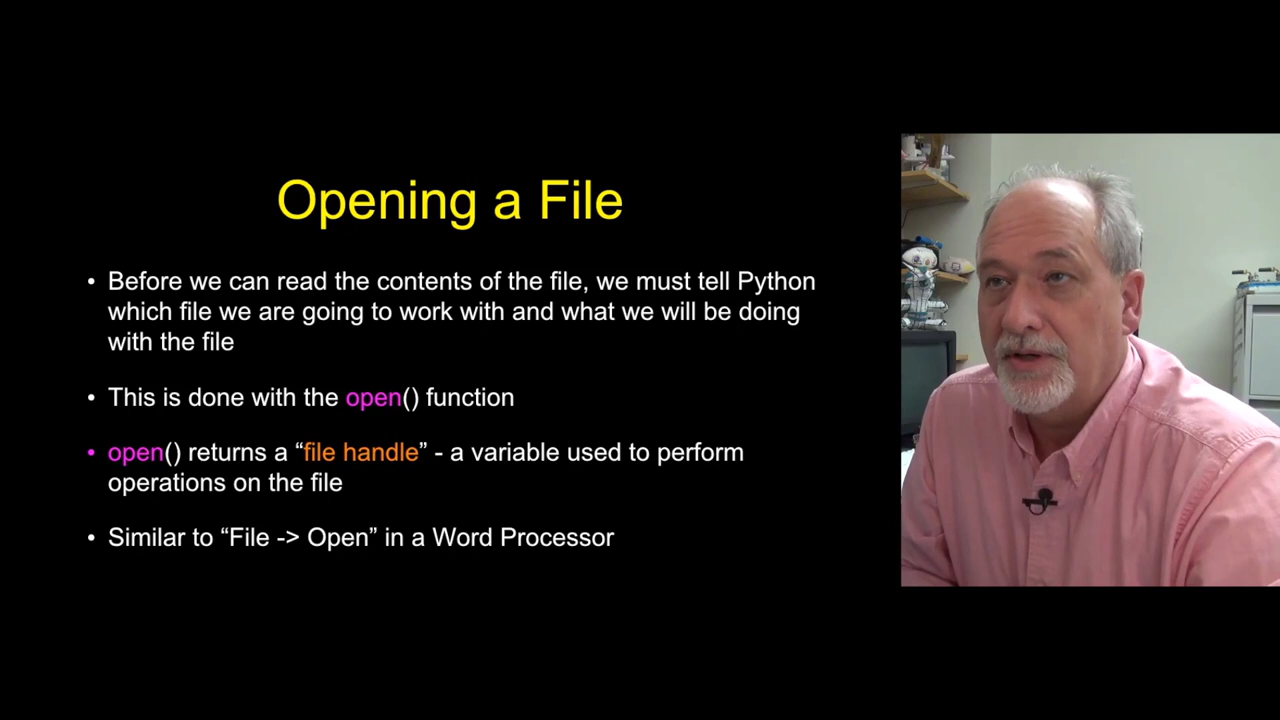 Opening a File
• Before we can read the contents of the file, we must tell Python
which file we are going to work with and what we will be doing
with the file
• This is done with the open() function
• open() returns a “file handle” - a variable used to perform
operations on the file
• Similar to “File -> Open” in a Word Processor